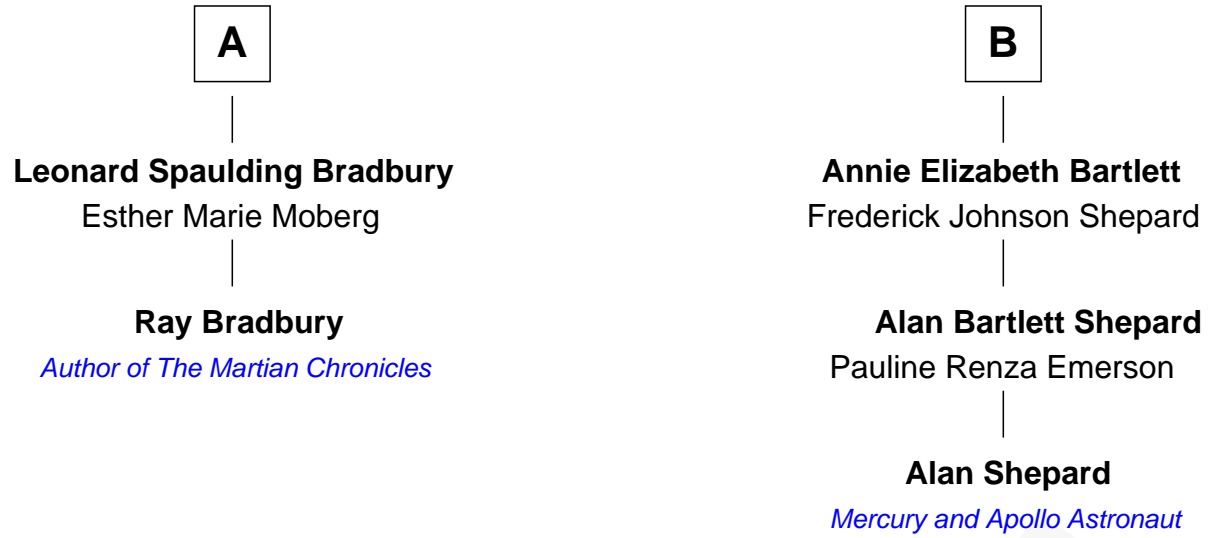 A
Leonard Spaulding Bradbury
Esther Marie Moberg
Ray Bradbury
Author of The Martian Chronicles
B
Annie Elizabeth Bartlett
Frederick Johnson Shepard
Alan Bartlett Shepard
Pauline Renza Emerson
Alan Shepard
Mercury and Apollo Astronaut